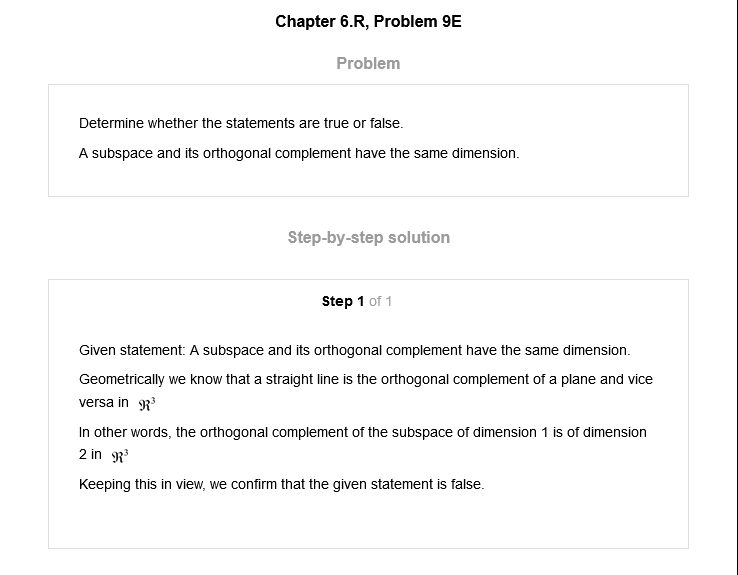 Chapter 6.R, Problem 9E
Problem
Determine whether the statements are true or false.
A subspace and its orthogonal complement have the same dimension.
Step-by-step solution
Step 1 of 1
Given statement: A subspace and its orthogonal complement have the same dimension.
Geometrically we know that a straight line is the orthogonal complement of a plane and vice
versa in ℜ³
In other words, the orthogonal complement of the subspace of dimension 1 is of dimension
2 in ℜ³
Keeping this in view, we confirm that the given statement is false.